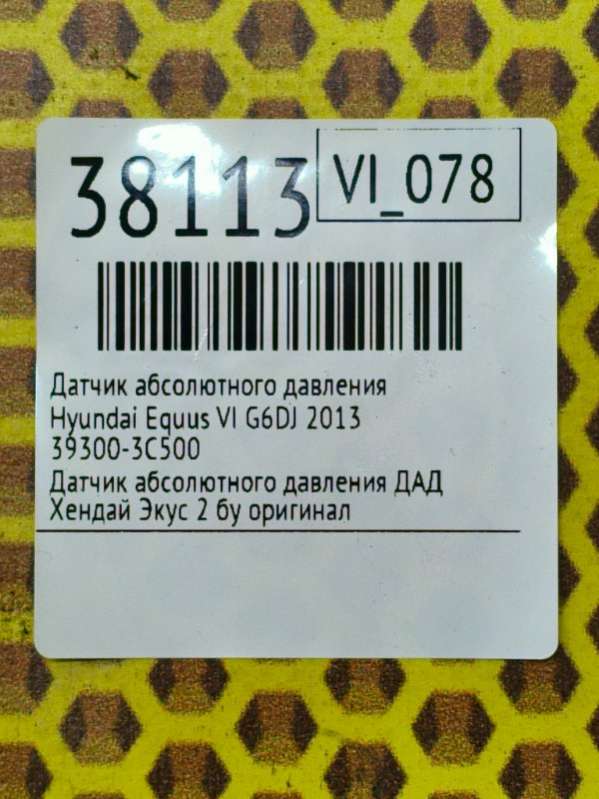 38113
VI_078
Датчик абсолютного давления
Hyundai Equus VI G6DJ 2013
39300-3C500
Датчик абсолютного давления ДАД
Хендай Экус 2 бу оригинал